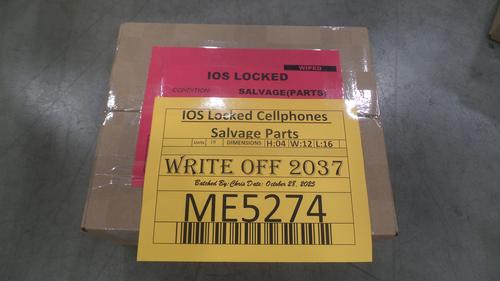 WIPED
IOS LOCKED
CONDITION: SALVAGE(PARTS)
IOS Locked Cellphones
Salvage Parts
Units DIMENSIONS H:04 W:12 L:16
WRITE OFF 2037
Batched By: Chris Date: October 28, 2025
ME5274